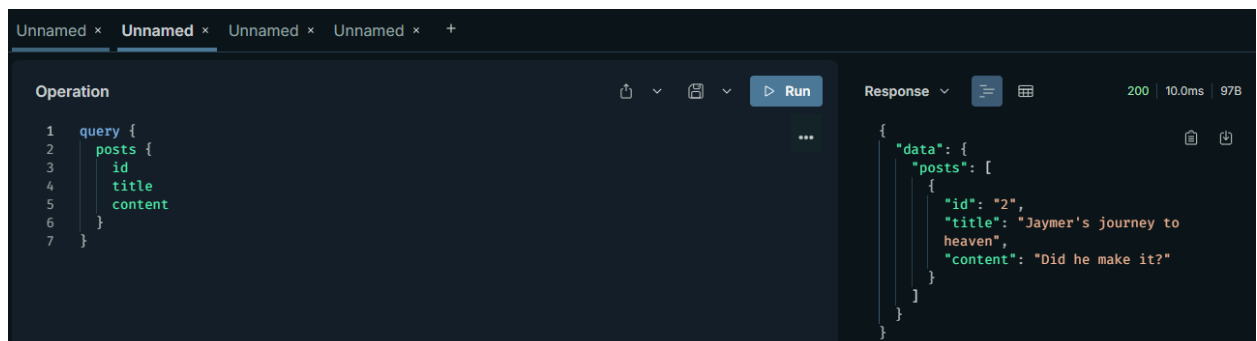 Unnamed × Unnamed × Unnamed × Unnamed × +
Operation
Run
1 query {
2 posts {
3 id
4 title
5 content
6 }
7 }
Response
200 10.0ms 97B
{
"data": {
"posts": [
{
"id": "2",
"title": "Jaymer's journey to
heaven",
"content": "Did he make it?"
}
]
}
}